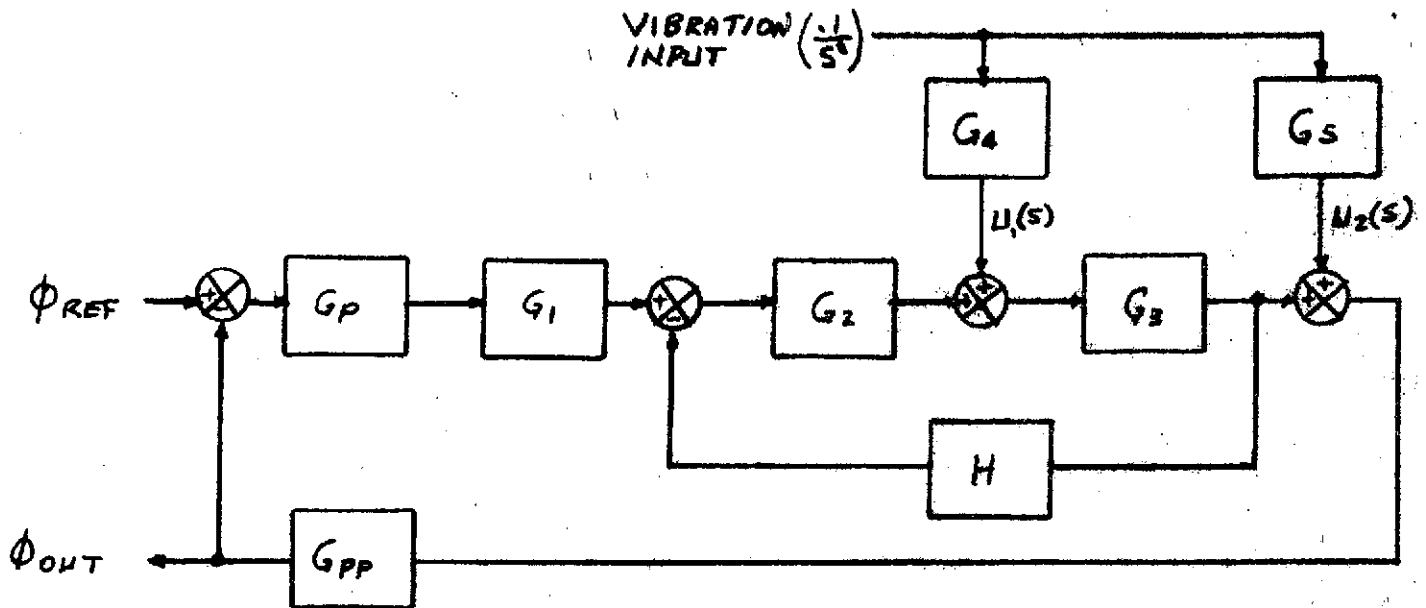 VIBRATION (.1/S⁶)
INPUT
G4
G5
U1(S)
U2(S)
ΦREF
+
-
GP
G1
+
-
G2
+
+
G3
+
+
H
ΦOUT
GPP